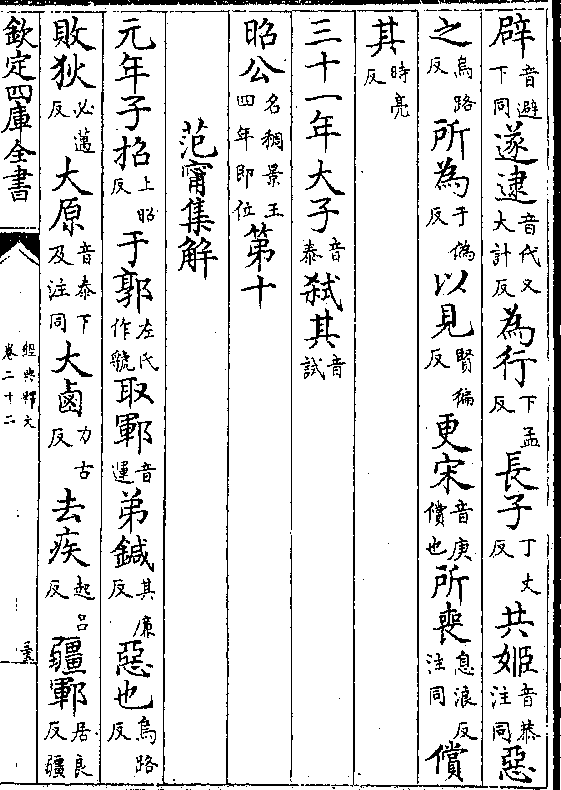 辟音避下同遂逮音代又大計反為行下孟反長子丁丈反共姬音恭注同惡
之烏路反所為于偽反以見賢徧反更宋音庚償也所喪息浪反注同償
其時亮反
三十一年大子音泰弑其音試
昭公名稠景王四年即位第十
范甯集解
元年子招上昭反于郭左氏作虢取鄆音運弟鍼其廉反惡也烏路反
敗狄必邁反大原音泰下及注同大鹵力古反去疾起呂反疆鄆居良反疆
欽定四庫全書
經典釋文
卷二十二